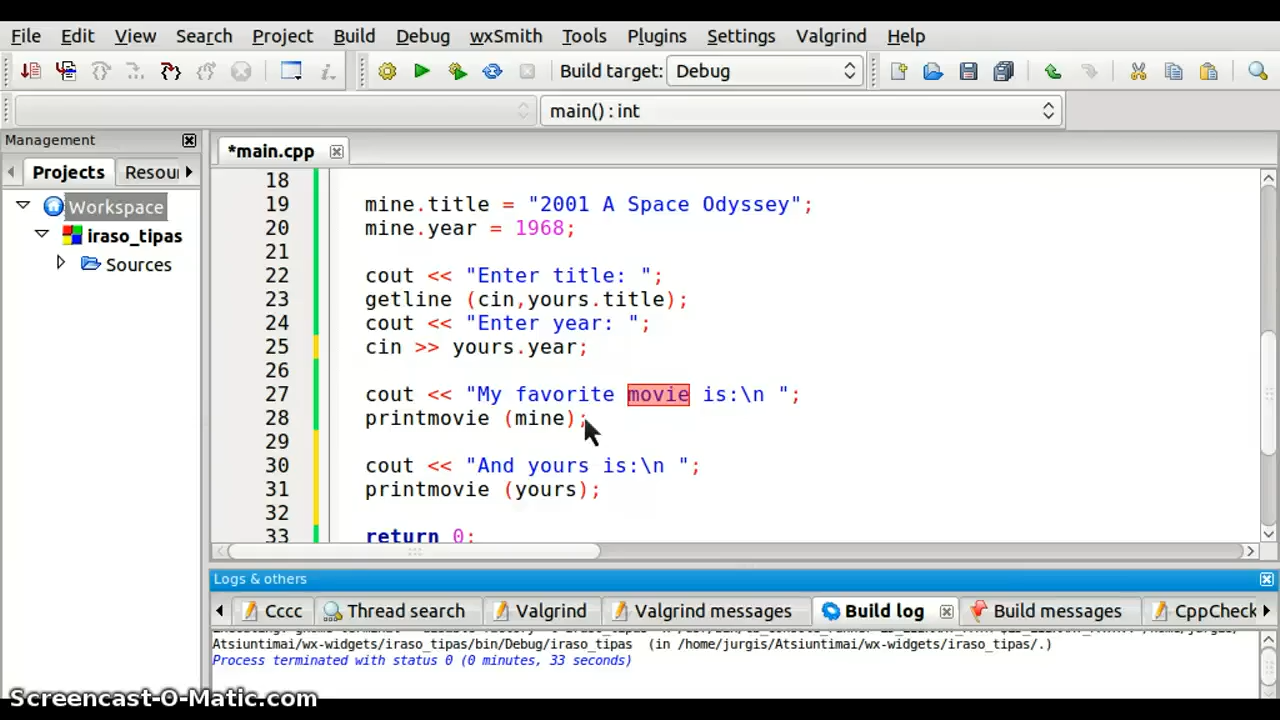 File Edit View Search Project Build Debug wxSmith Tools Plugins Settings Valgrind Help
Build target: Debug
main() : int
Management
Projects Resou
Workspace
iraso_tipas
Sources
*main.cpp
18
19 mine.title = "2001 A Space Odyssey";
20 mine.year = 1968;
21
22 cout << "Enter title: ";
23 getline (cin,yours.title);
24 cout << "Enter year: ";
25 cin >> yours.year;
26
27 cout << "My favorite movie is:\n ";
28 printmovie (mine);
29
30 cout << "And yours is:\n ";
31 printmovie (yours);
32
33 return 0;
Logs & others
Cccc Thread search Valgrind Valgrind messages Build log Build messages CppCheck
Atsiuntimai/wx-widgets/iraso_tipas/bin/Debug/iraso_tipas (in /home/jurgis/Atsiuntimai/wx-widgets/iraso_tipas/.)
Process terminated with status 0 (0 minutes, 33 seconds)
Screencast-O-Matic.com